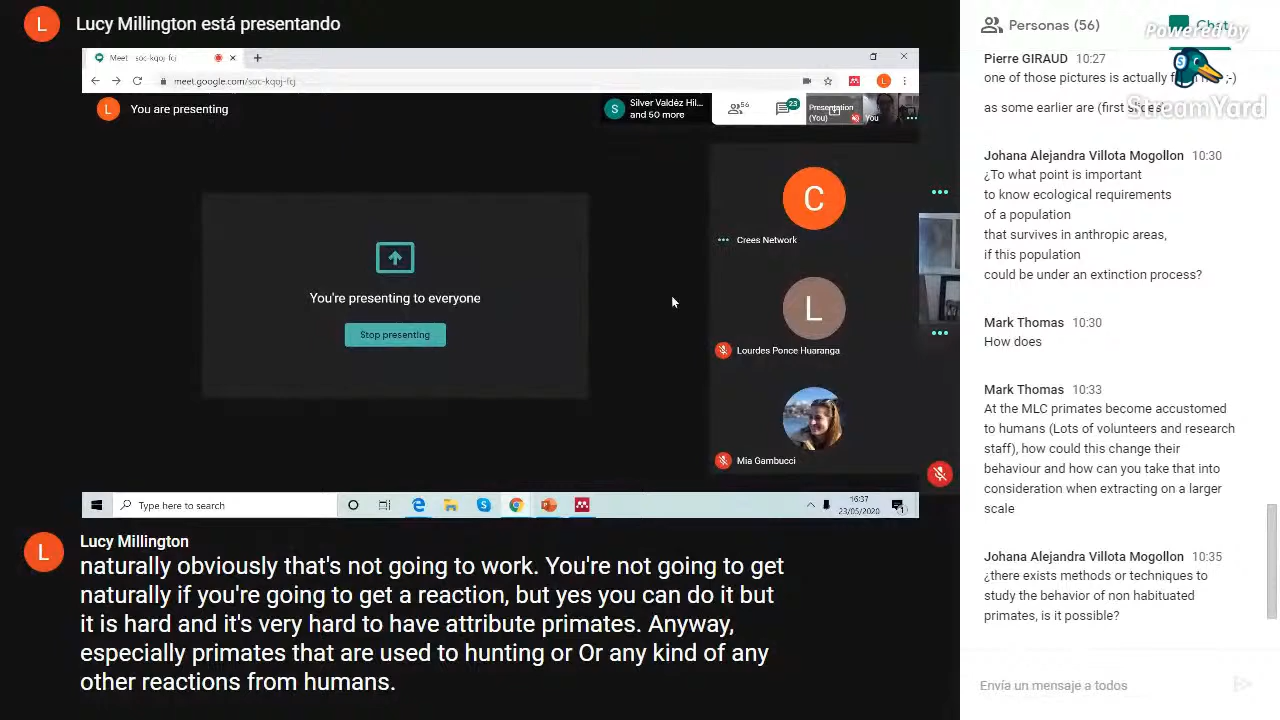 L
Lucy Millington está presentando
Meet - soc-kqoj-fcj
meet.google.com/soc-kqoj-fcj
L
L
You are presenting
S
Silver Valdéz Hil...
and 50 more
56
23
Presentation
(You)
You
You're presenting to everyone
Stop presenting
C
Crees Network
L
Lourdes Ponce Huaranga
Mia Gambucci
Type here to search
16:37
23/05/2020
1
L
Lucy Millington
naturally obviously that's not going to work. You're not going to get
naturally if you're going to get a reaction, but yes you can do it but
it is hard and it's very hard to have attribute primates. Anyway,
especially primates that are used to hunting or Or any kind of any
other reactions from humans.
Personas (56)
Chat
Powered by
StreamYard
Pierre GIRAUD 10:27
one of those pictures is actually ;-)
as some earlier are (first
Johana Alejandra Villota Mogollon 10:30
¿To what point is important
to know ecological requirements
of a population
that survives in anthropic areas,
if this population
could be under an extinction process?
Mark Thomas 10:30
How does
Mark Thomas 10:33
At the MLC primates become accustomed
to humans (Lots of volunteers and research
staff), how could this change their
behaviour and how can you take that into
consideration when extracting on a larger
scale
Johana Alejandra Villota Mogollon 10:35
¿there exists methods or techniques to
study the behavior of non habituated
primates, is it possible?
Envía un mensaje a todos